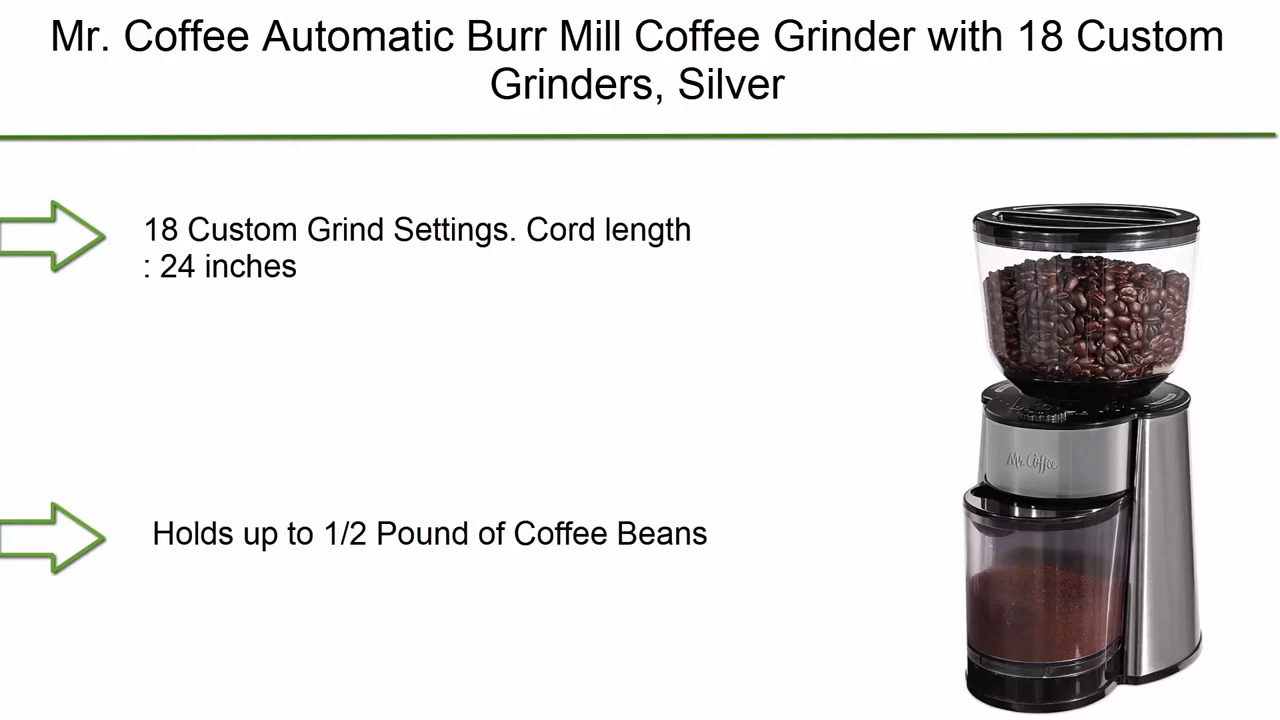 Mr. Coffee Automatic Burr Mill Coffee Grinder with 18 Custom
Grinders, Silver
18 Custom Grind Settings. Cord length
: 24 inches
Mr. Coffee
Holds up to 1/2 Pound of Coffee Beans